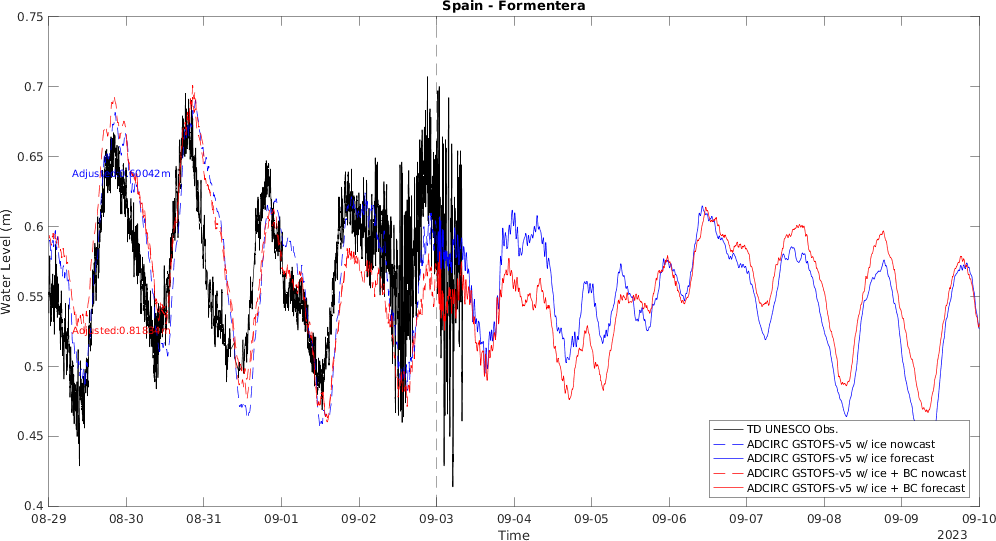 Spain - Formentera
0.75
0.7
0.65
0.6
0.55
0.5
0.45
0.4
Water Level (m)
08-29
08-30
08-31
09-01
09-02
09-03
09-04
09-05
09-06
09-07
09-08
09-09
09-10
Time
2023
TD UNESCO Obs.
ADCIRC GSTOFS-v5 w/ ice nowcast
ADCIRC GSTOFS-v5 w/ ice forecast
ADCIRC GSTOFS-v5 w/ ice + BC nowcast
ADCIRC GSTOFS-v5 w/ ice + BC forecast